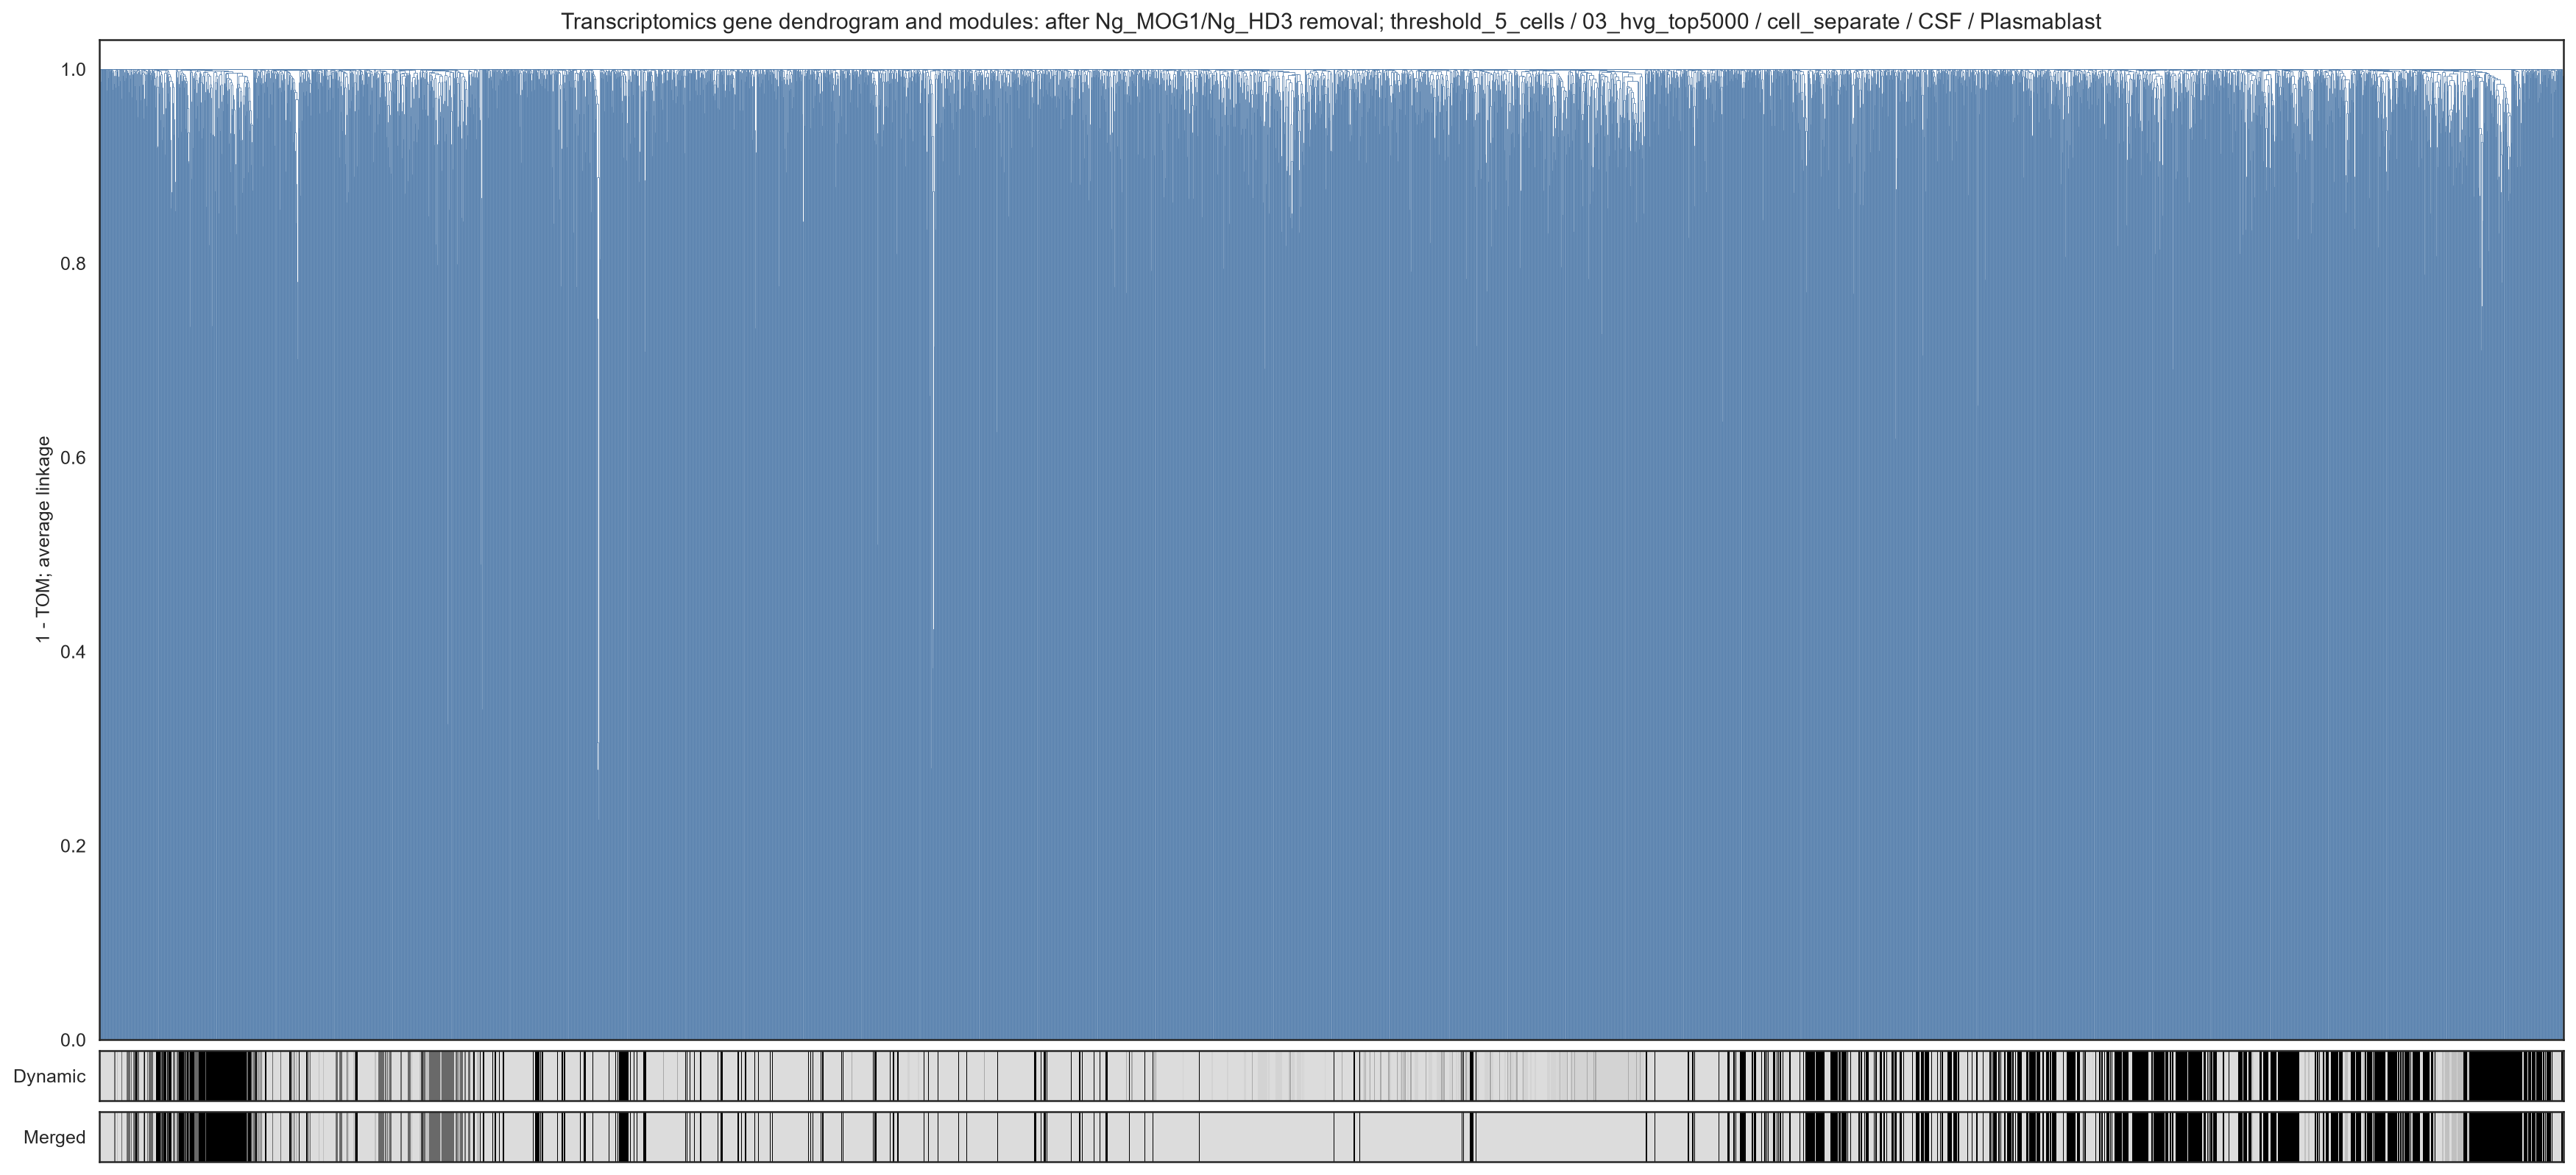 Transcriptomics gene dendrogram and modules: after Ng_MOG1/Ng_HD3 removal; threshold_5_cells / 03_hvg_top5000 / cell_separate / CSF / Plasmablast
1.0
0.8
0.6
0.4
0.2
0.0
1 - TOM; average linkage
Dynamic
Merged